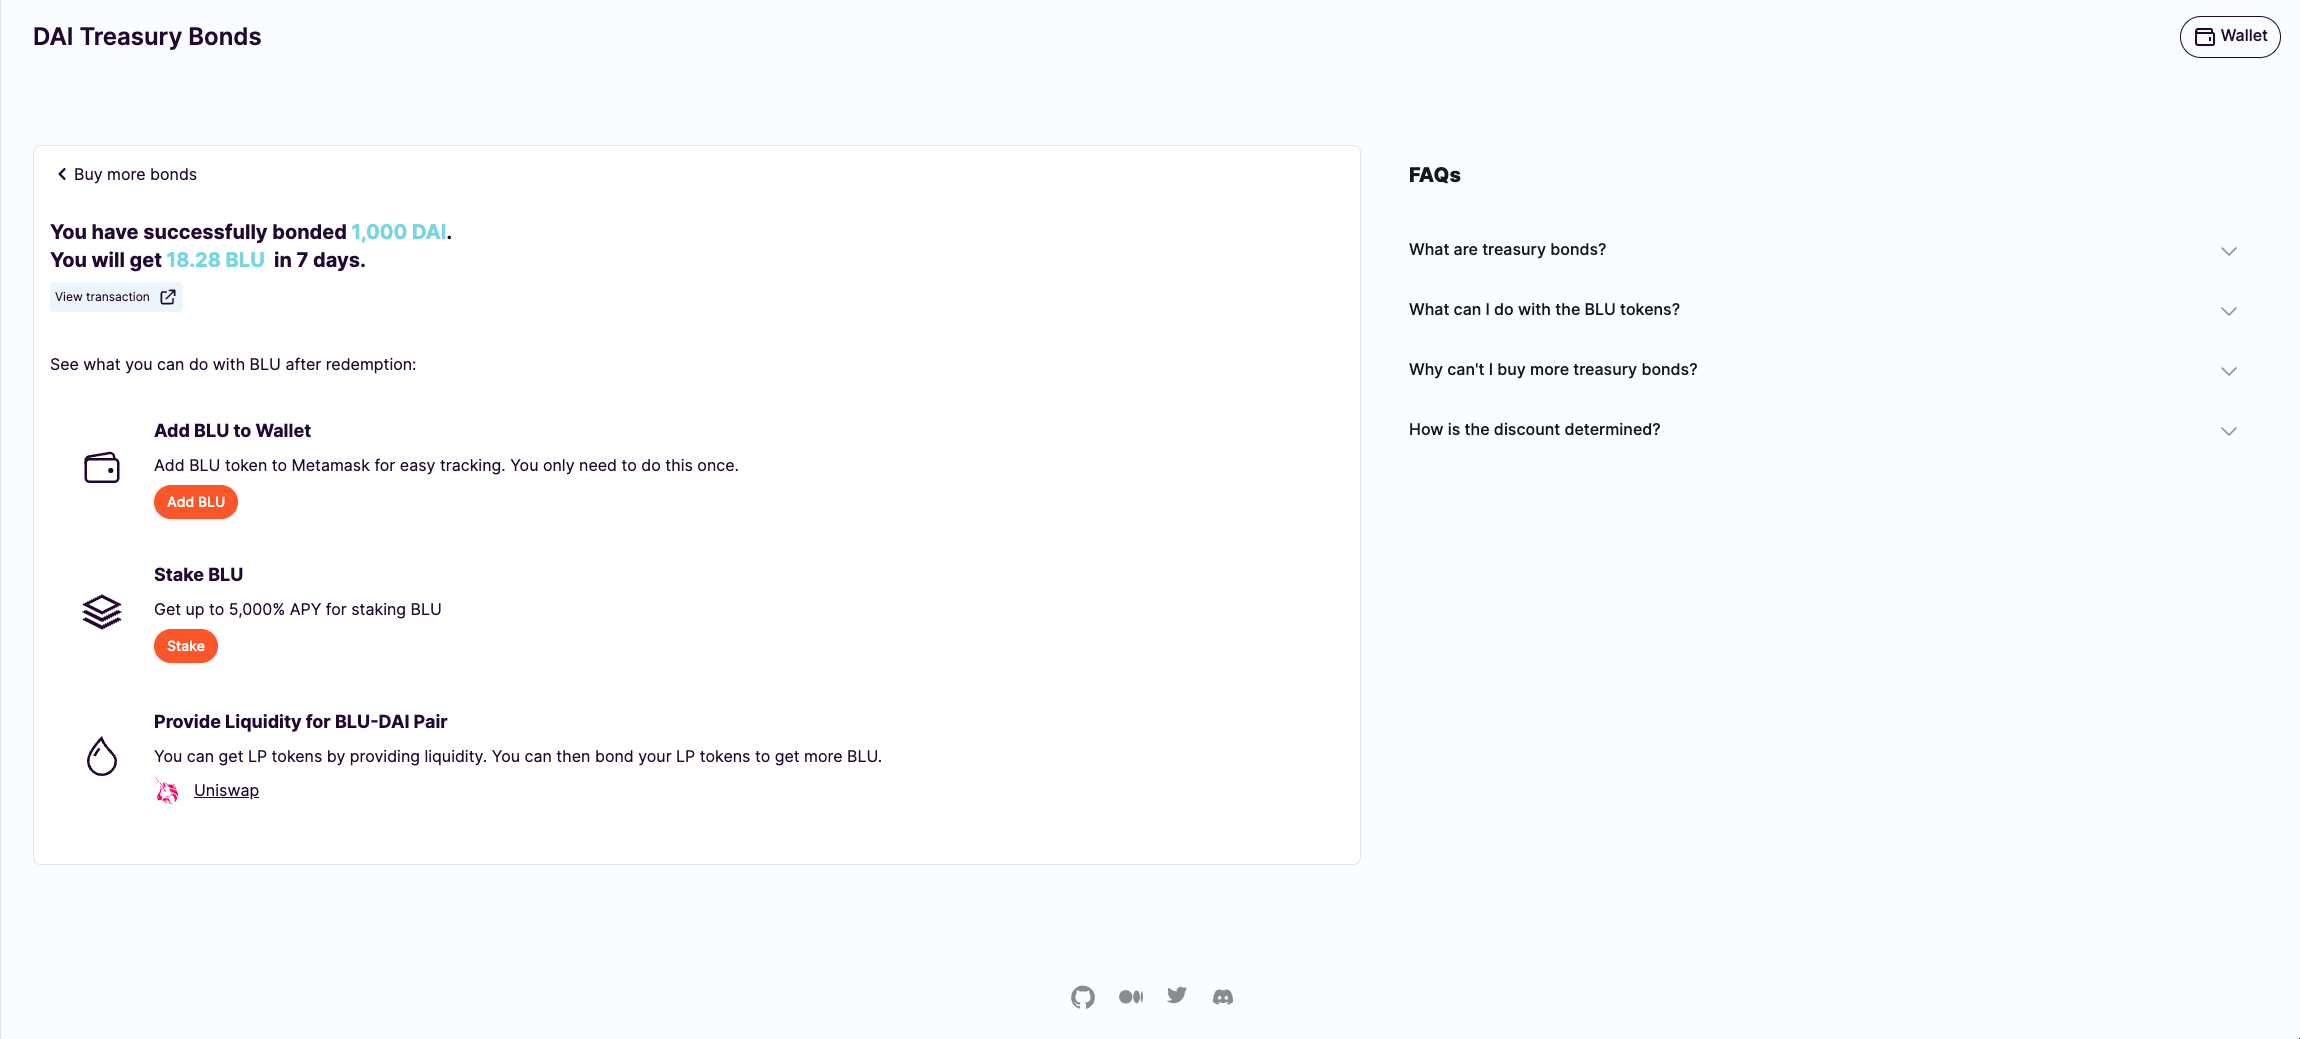 DAI Treasury Bonds
Wallet
Buy more bonds
You have successfully bonded 1,000 DAI.
You will get 18.28 BLU in 7 days.
View transaction
See what you can do with BLU after redemption:
Add BLU to Wallet
Add BLU token to Metamask for easy tracking. You only need to do this once.
Add BLU
Stake BLU
Get up to 5,000% APY for staking BLU
Stake
Provide Liquidity for BLU-DAI Pair
You can get LP tokens by providing liquidity. You can then bond your LP tokens to get more BLU.
Uniswap
FAQs
What are treasury bonds?
What can I do with the BLU tokens?
Why can't I buy more treasury bonds?
How is the discount determined?